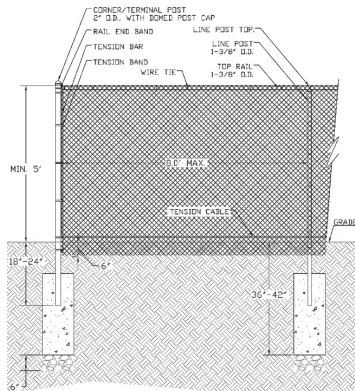 CORNER/TERMINAL POST
2" O.D. WITH DOMED POST CAP
RAIL END BAND
TENSION BAR
TENSION BAND
WIRE TIE
LINE POST TOP.
LINE POST
1-3/8" O.D.
TOP RAIL
1-3/8" O.D.
MIN. 5'
8.0' MAX.
TENSION CABLE
GRADE
18"-24"
6"
36"-42"
6"